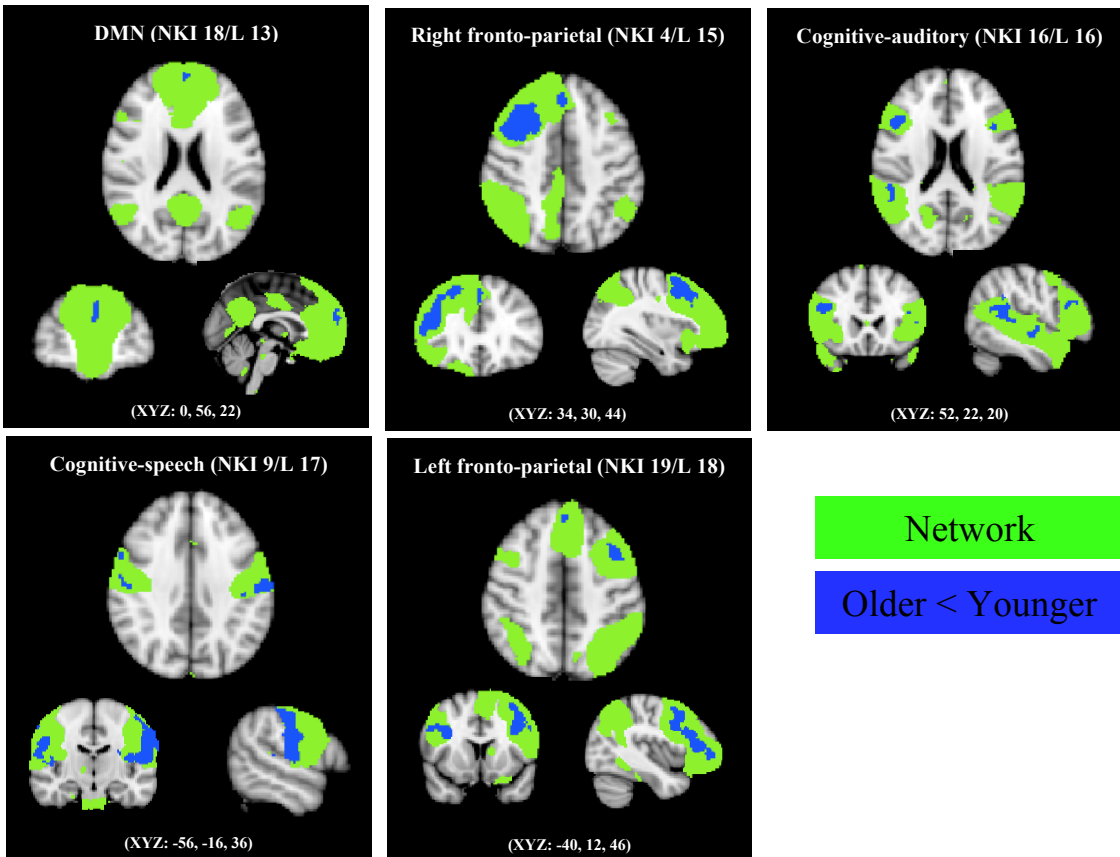 DMN (NKI 18/L 13)
Right fronto-parietal (NKI 4/L 15)
Cognitive-auditory (NKI 16/L 16)
(XYZ: 0, 56, 22)
(XYZ: 34, 30, 44)
(XYZ: 52, 22, 20)
Cognitive-speech (NKI 9/L 17)
Left fronto-parietal (NKI 19/L 18)
Network
Older < Younger
(XYZ: -56, -16, 36)
(XYZ: -40, 12, 46)